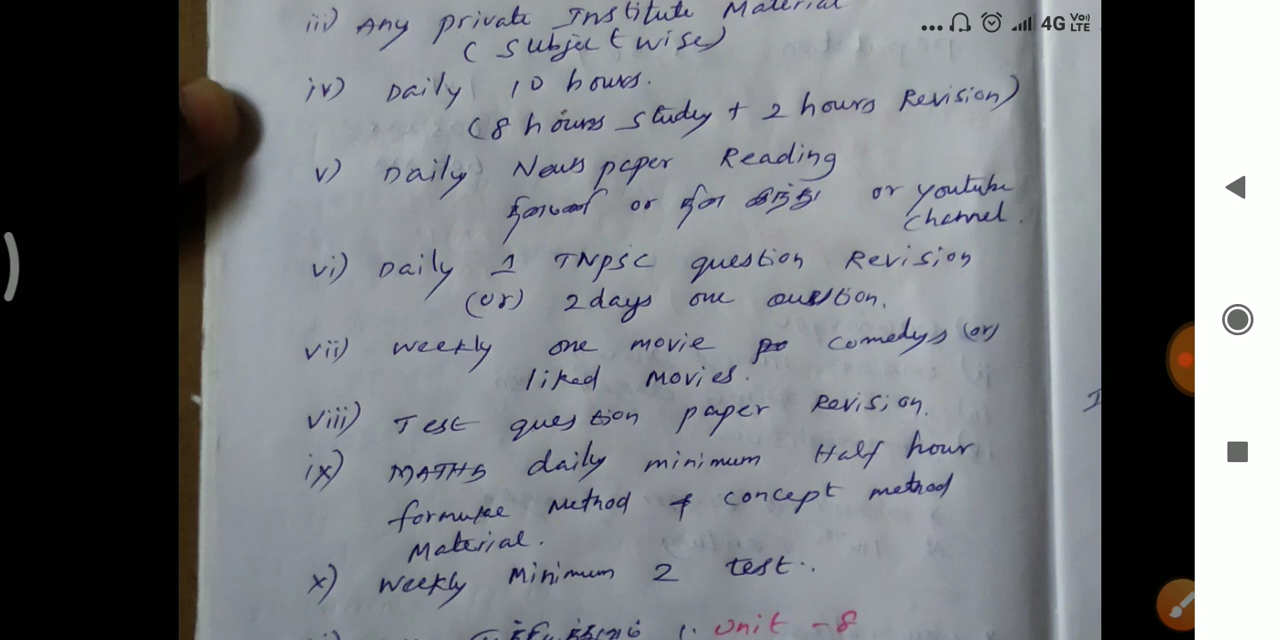 iii) Any private Institute Material
(Subject wise)
... 4G VoI) LTE
iv) Daily 10 hours.
(8 hours study + 2 hours Revision)
v) Daily News paper Reading
தினமணி or தின or youtube
channel.
vi) Daily 1 TNPSC question Revision
(or) 2 days one question.
vii) weekly one movie comedys (or)
liked movies.
viii) Test question paper Revision.
ix) MATHS daily minimum Half hour
formulae method + concept method
Material.
x) weekly minimum 2 test..
unit - 8